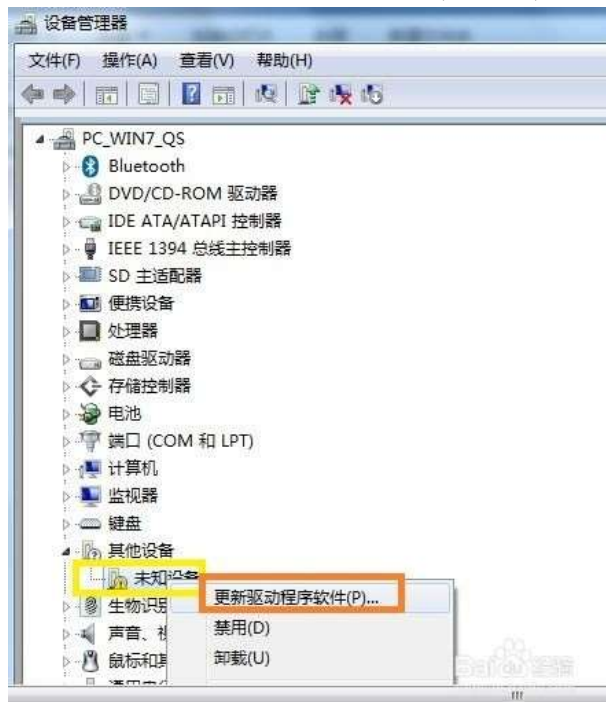 设备管理器
文件(F) 操作(A) 查看(V) 帮助(H)
PC_WIN7_QS
Bluetooth
DVD/CD-ROM 驱动器
IDE ATA/ATAPI 控制器
IEEE 1394 总线主控制器
SD 主适配器
便携设备
处理器
磁盘驱动器
存储控制器
电池
端口 (COM 和 LPT)
计算机
监视器
键盘
其他设备
未知设备
更新驱动程序软件(P)...
生物识别
禁用(D)
声音、
卸载(U)
鼠标和
Baidu 经验